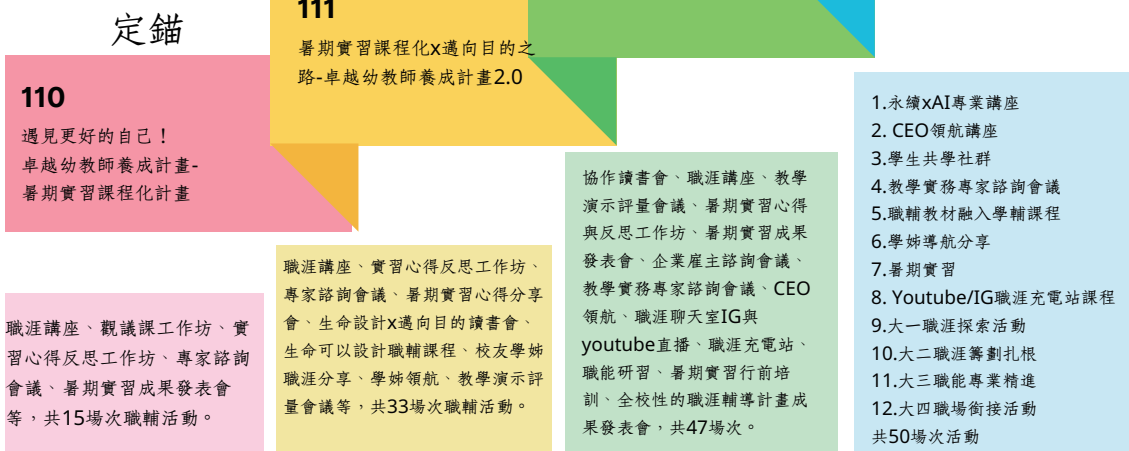 定錨
110
遇見更好的自己！
卓越幼教師養成計畫-
暑期實習課程化計畫
111
暑期實習課程化x邁向目的之
路-卓越幼教師養成計畫2.0
職涯講座、觀議課工作坊、實
習心得反思工作坊、專家諮詢
會議、暑期實習成果發表會
等，共15場次職輔活動。
職涯講座、實習心得反思工作坊、
專家諮詢會議、暑期實習心得分享
會、生命設計x邁向目的讀書會、
生命可以設計職輔課程、校友學姊
職涯分享、學姊領航、教學演示評
量會議等，共33場次職輔活動。
協作讀書會、職涯講座、教學
演示評量會議、暑期實習心得
與反思工作坊、暑期實習成果
發表會、企業雇主諮詢會議、
教學實務專家諮詢會議、CEO
領航、職涯聊天室IG與
youtube直播、職涯充電站、
職能研習、暑期實習行前培
訓、全校性的職涯輔導計畫成
果發表會，共47場次。
1.永續xAI專業講座
2. CEO領航講座
3.學生共學社群
4.教學實務專家諮詢會議
5.職輔教材融入學輔課程
6.學姊導航分享
7.暑期實習
8. Youtube/IG職涯充電站課程
9.大一職涯探索活動
10.大二職涯籌劃扎根
11.大三職能專業精進
12.大四職場銜接活動
共50場次活動